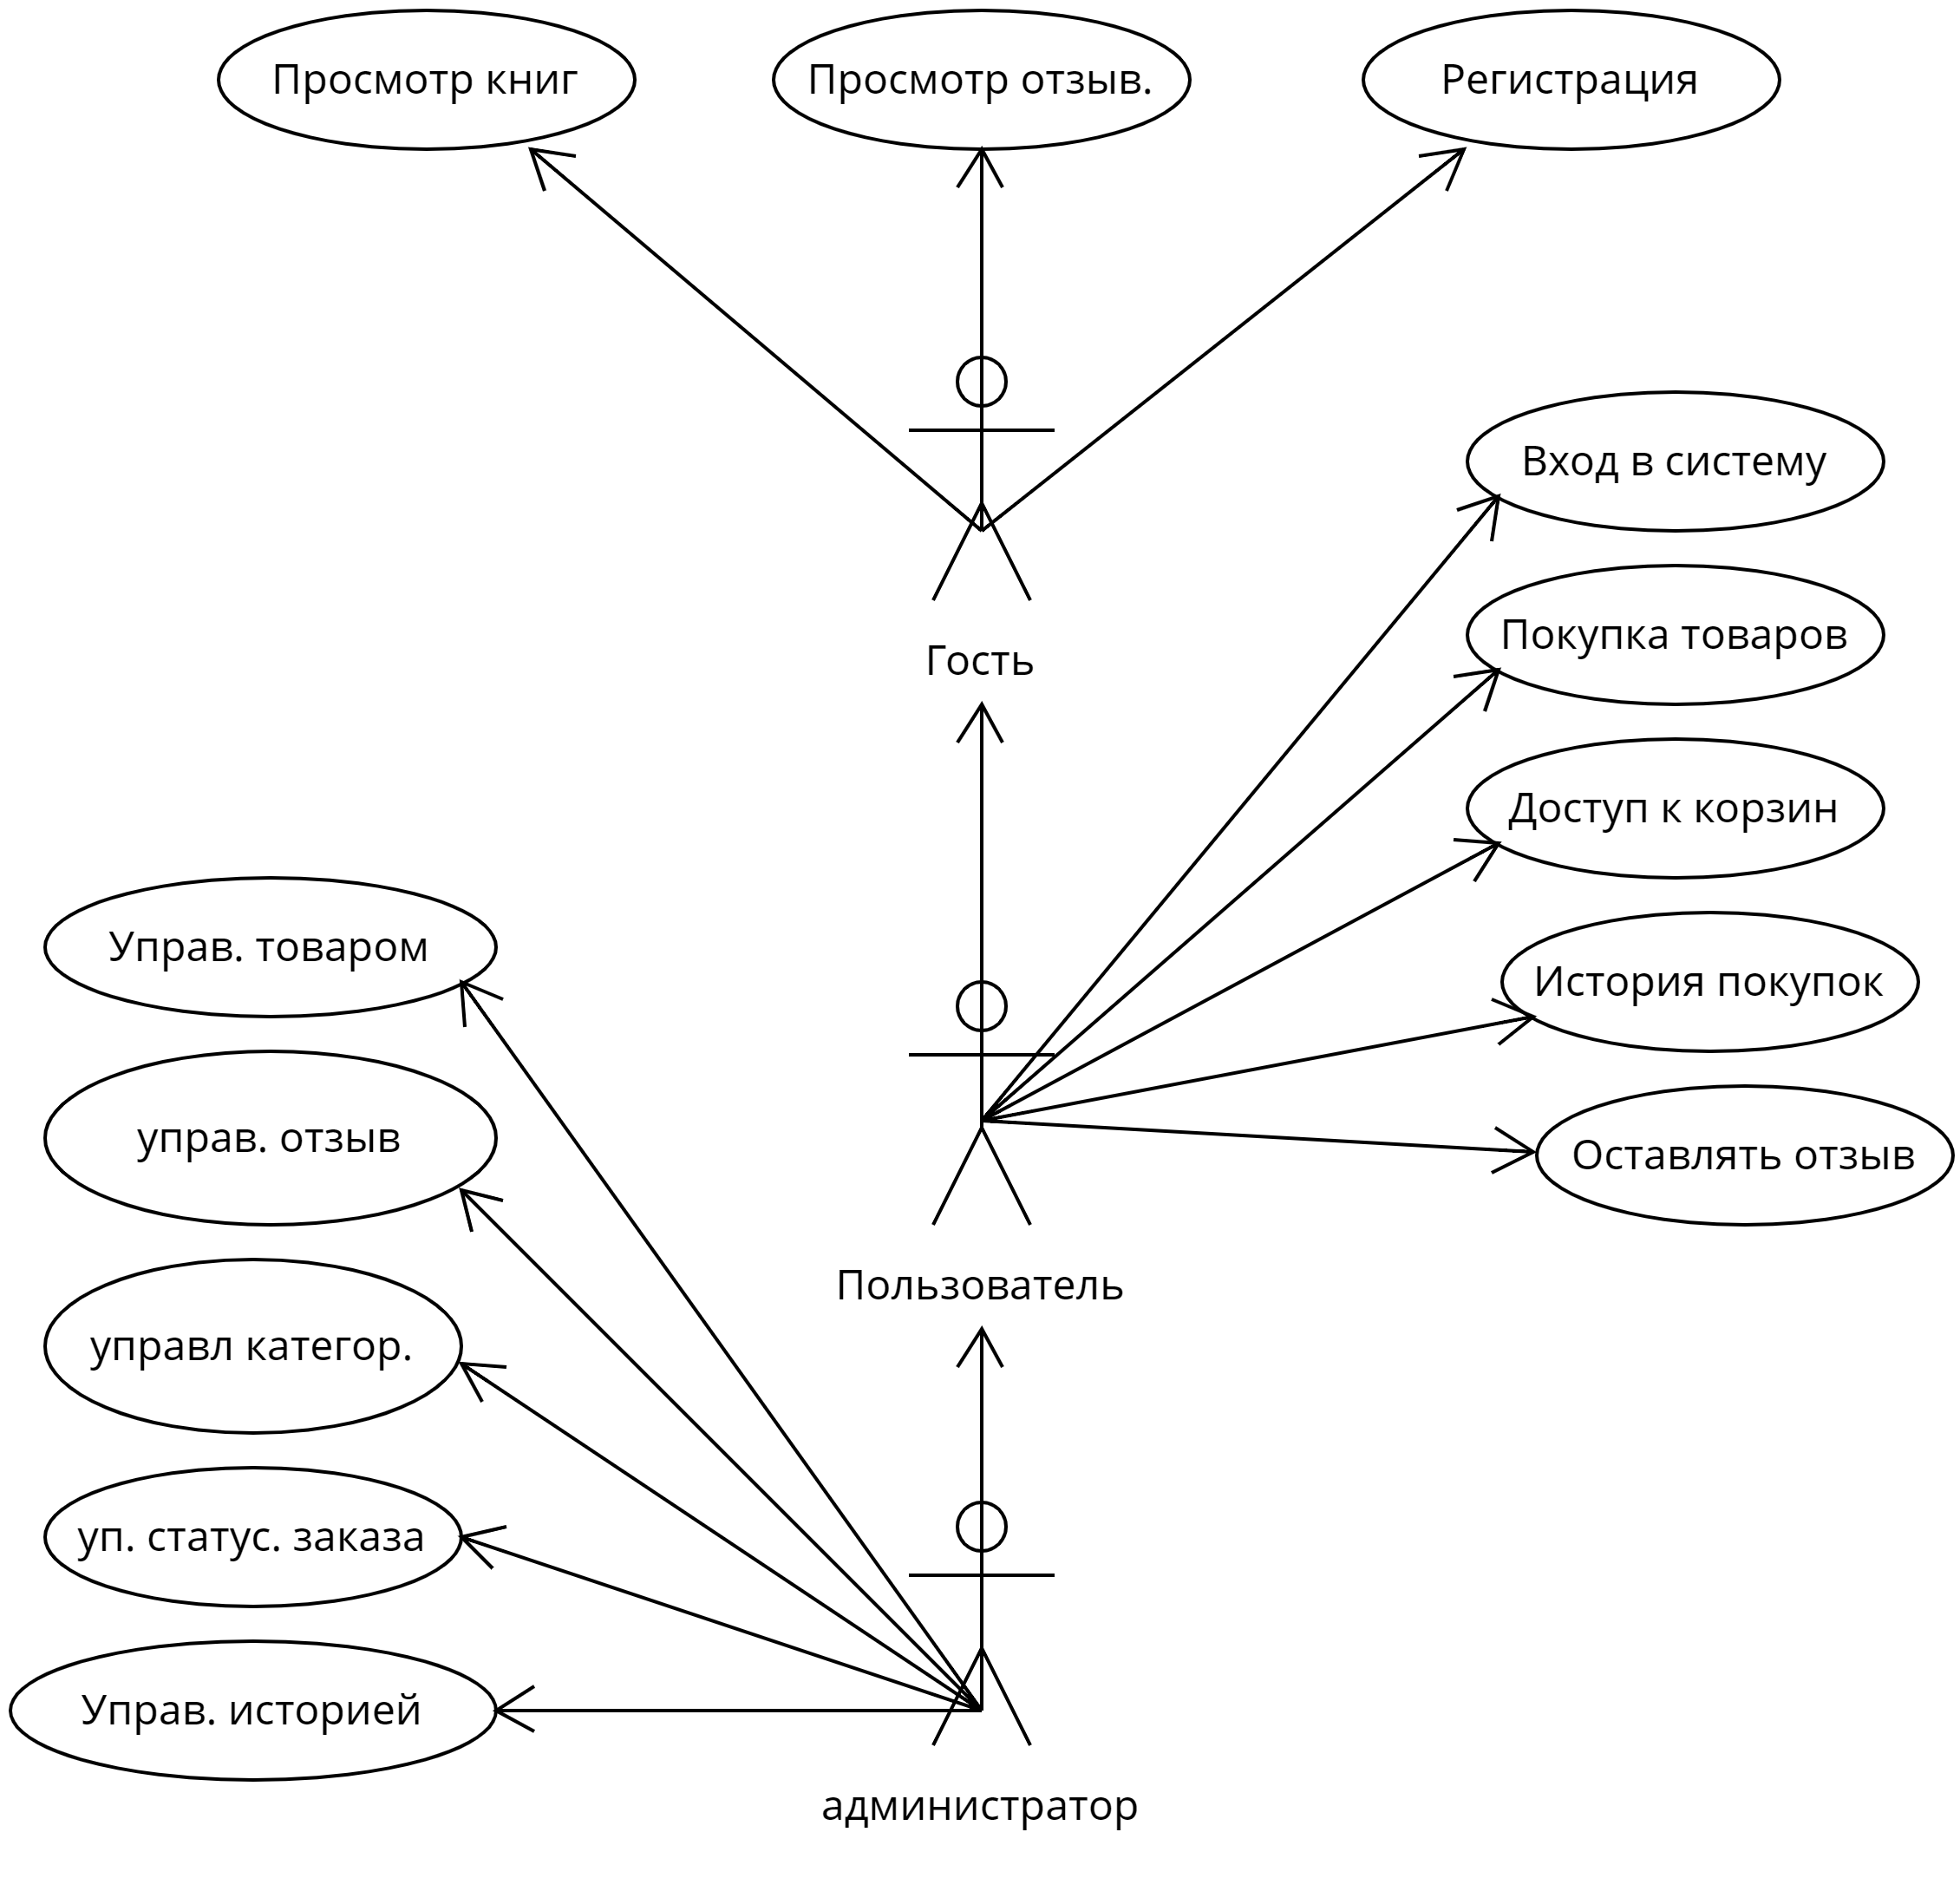 Просмотр книг
Просмотр отзыв.
Регистрация
Вход в систему
Покупка товаров
Гость
Доступ к корзин
Управ. товаром
История покупок
управ. отзыв
Оставлять отзыв
Пользователь
управл категор.
уп. статус. заказа
Управ. историей
администратор